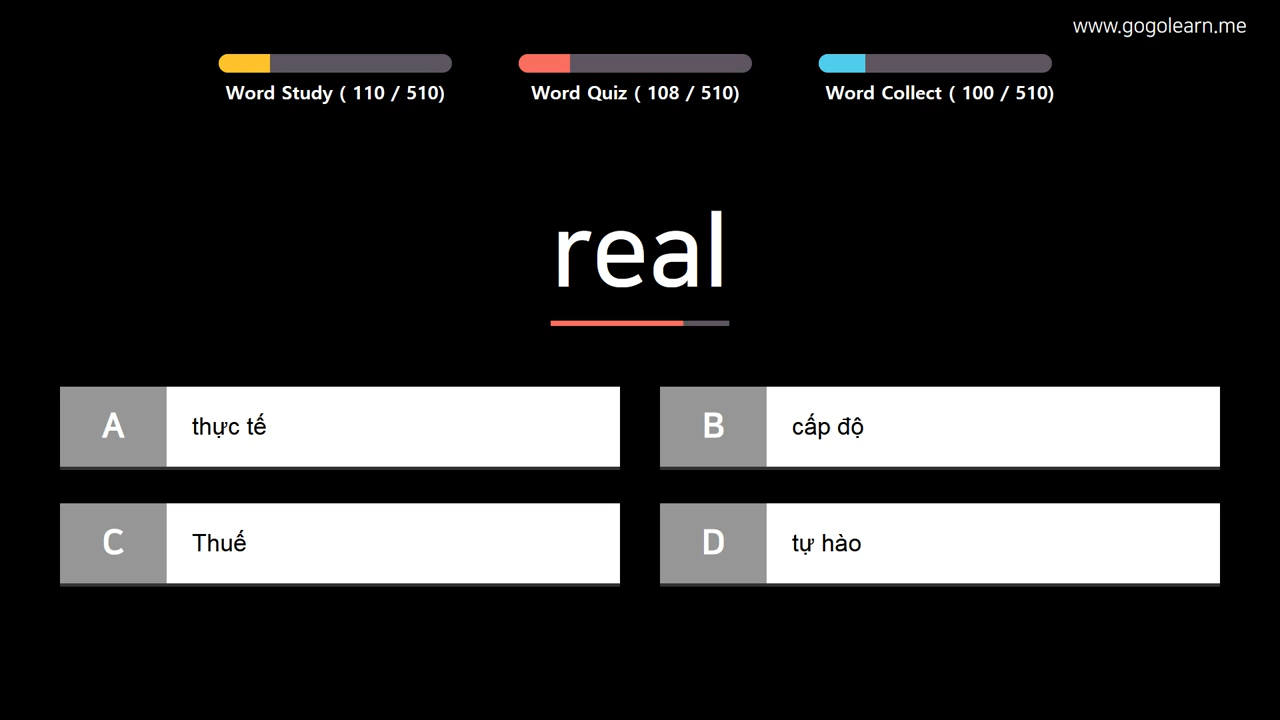 www.gogolearn.me
Word Study ( 110 / 510)
Word Quiz ( 108 / 510)
Word Collect ( 100 / 510)
real
A thực tế
B cấp độ
C Thuế
D tự hào